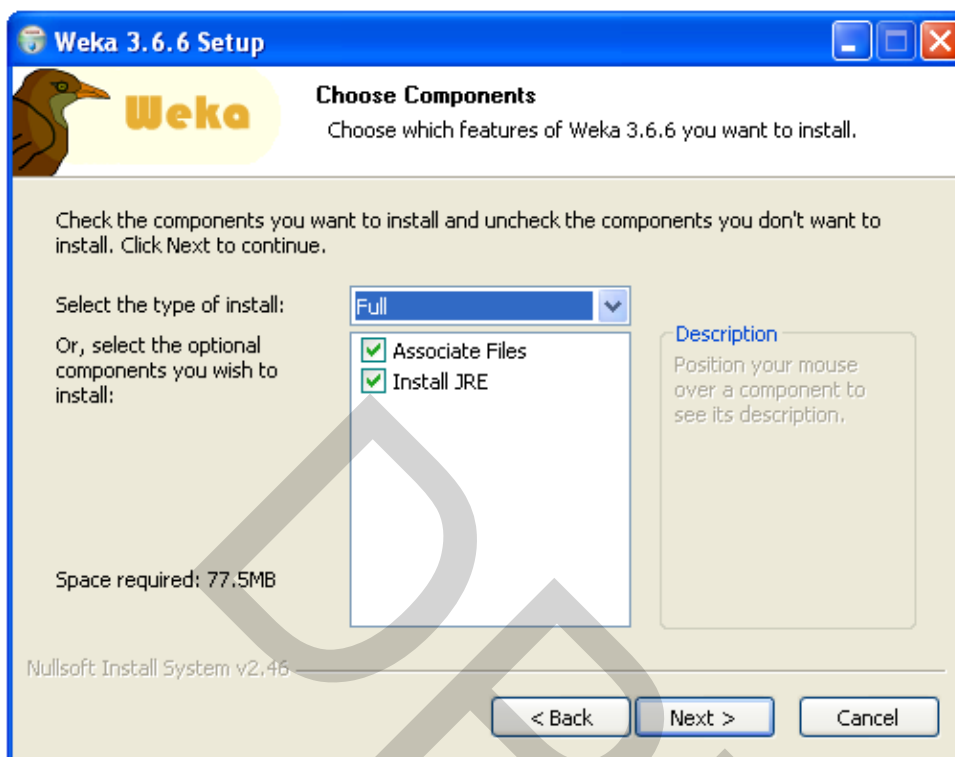 Weka 3.6.6 Setup
Weka
Choose Components
Choose which features of Weka 3.6.6 you want to install.
Check the components you want to install and uncheck the components you don't want to
install. Click Next to continue.
Select the type of install:
Full
Or, select the optional
components you wish to
install:
Associate Files
Install JRE
Description
Position your mouse
over a component to
see its description.
Space required: 77.5MB
Nullsoft Install System v2.46
< Back
Next >
Cancel